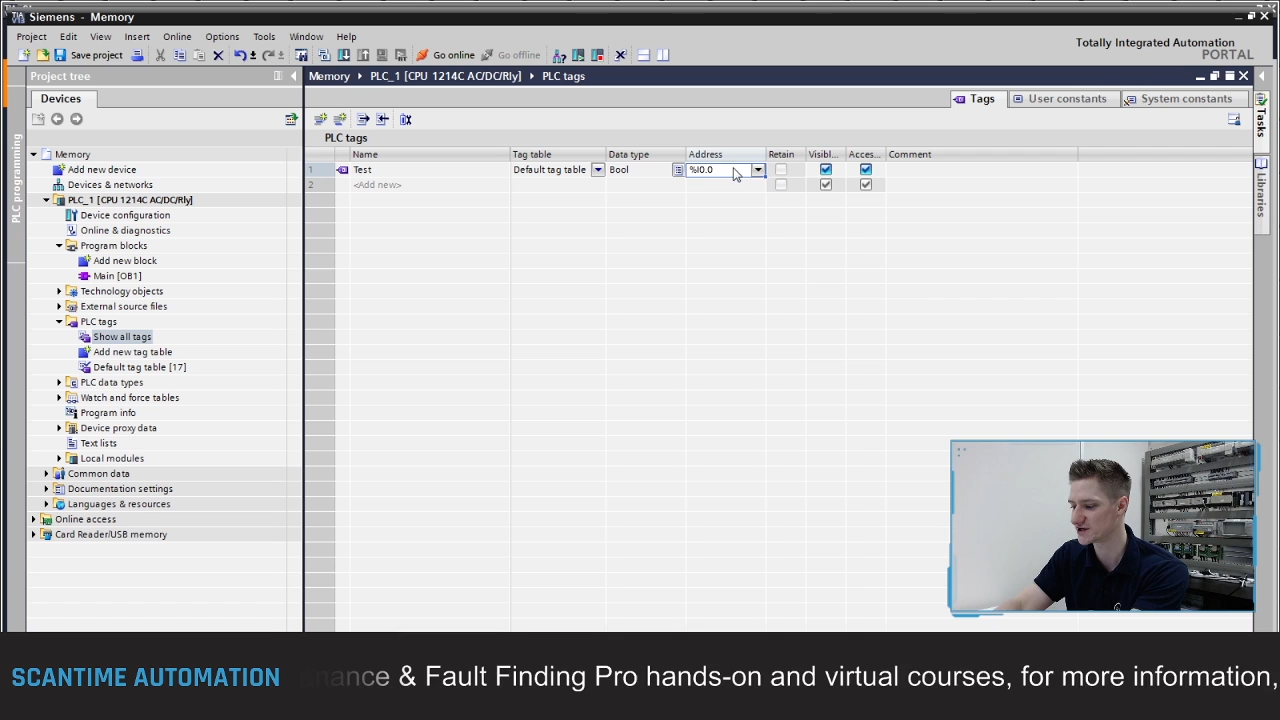 Siemens - Memory
Project Edit View Insert Online Options Tools Window Help
Totally Integrated Automation
PORTAL
Save project
Go online
Go offline
Project tree
Memory
PLC_1 [CPU 1214C AC/DC/Rly]
PLC tags
Devices
Tags
User constants
System constants
PLC programming
Tasks
Libraries
PLC tags
Name Tag table Data type Address Retain Visibl... Acces... Comment
1 Test Default tag table Bool %I0.0
2 <Add new>
Memory
Add new device
Devices & networks
PLC_1 [CPU 1214C AC/DC/Rly]
Device configuration
Online & diagnostics
Program blocks
Add new block
Main [OB1]
Technology objects
External source files
PLC tags
Show all tags
Add new tag table
Default tag table [17]
PLC data types
Watch and force tables
Program info
Device proxy data
Text lists
Local modules
Common data
Documentation settings
Languages & resources
Online access
Card Reader/USB memory
SCANTIME AUTOMATION
nance & Fault Finding Pro hands-on and virtual courses, for more information,